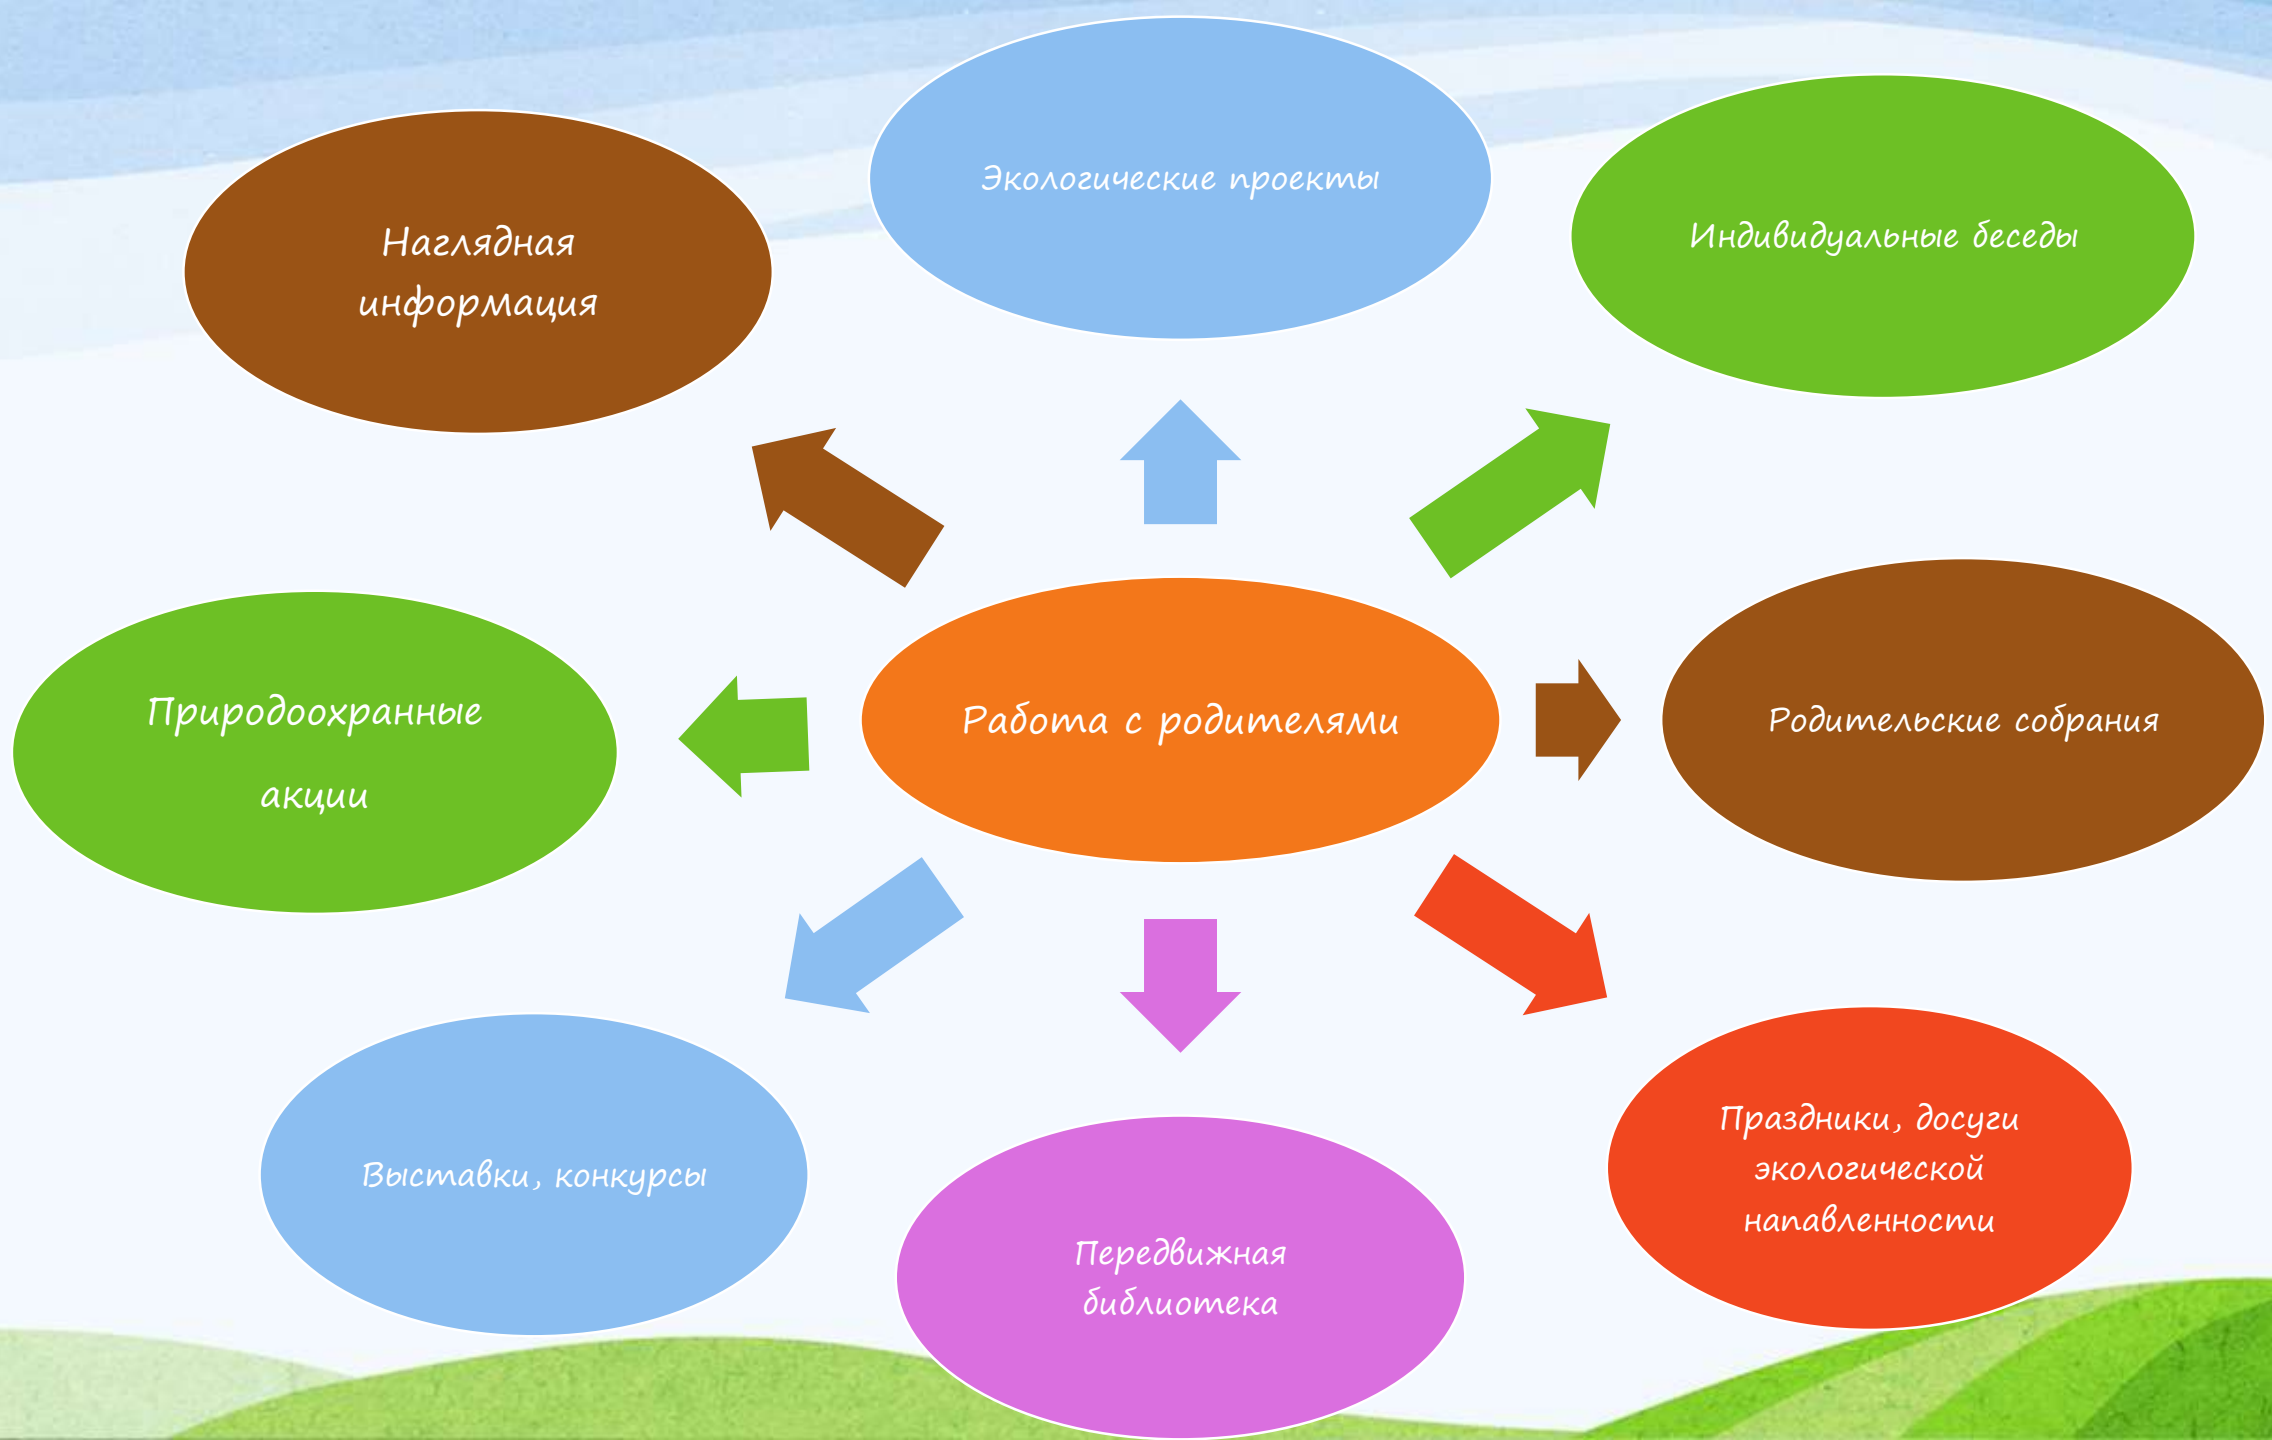 Экологические проекты
Индивидуальные беседы
Наглядная
информация
Природоохранные
акции
Работа с родителями
Родительские собрания
Выставки, конкурсы
Праздники, досуги
экологической
напавленности
Передвижная
библиотека